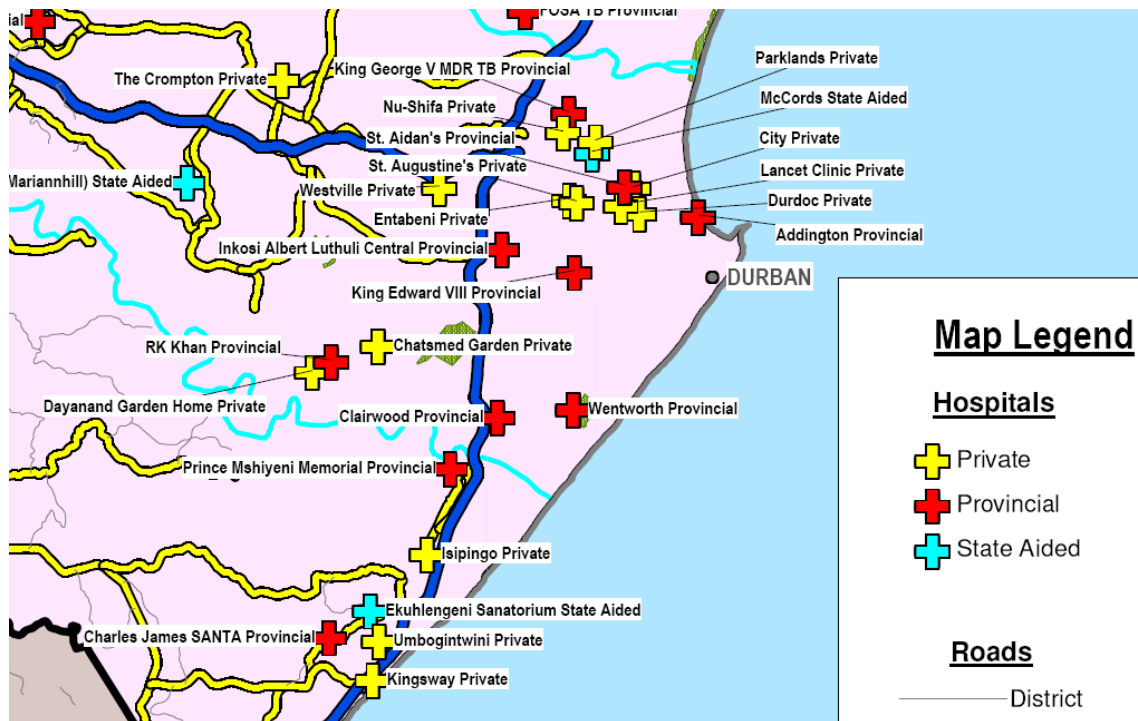 ial
FOSA TB Provincial
King George V MDR TB Provincial
Parklands Private
The Crompton Private
McCords State Aided
Nu-Shifa Private
City Private
St. Aidan's Provincial
St. Augustine's Private
Lancet Clinic Private
Mariannhill) State Aided
Westville Private
Durdoc Private
Entabeni Private
Addington Provincial
Inkosi Albert Luthuli Central Provincial
King Edward VIII Provincial
DURBAN
RK Khan Provincial
Chatsmed Garden Private
Dayanand Garden Home Private
Clairwood Provincial
Wentworth Provincial
Prince Mshiyeni Memorial Provincial
Isipingo Private
Ekuhlengeni Sanatorium State Aided
Charles James SANTA Provincial
Umbogintwini Private
Kingsway Private
Map Legend
Hospitals
Private
Provincial
State Aided
Roads
District